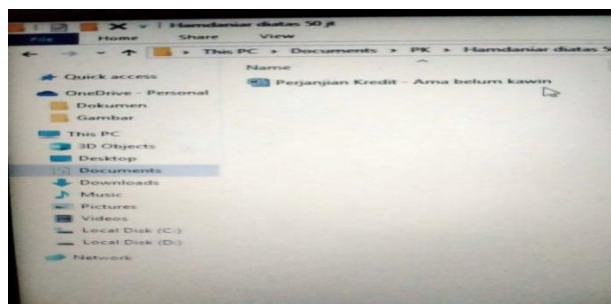 Hamdaniar diatas 50 jt
File Home Share View
This PC > Documents > PK > Hamdaniar diatas 5
Name
Quick access
Perjanjian Kredit - Ama belum kawin
OneDrive - Personal
Dokumen
Gambar
This PC
3D Objects
Desktop
Documents
Downloads
Music
Pictures
Videos
Local Disk (C:)
Local Disk (D:)
Network